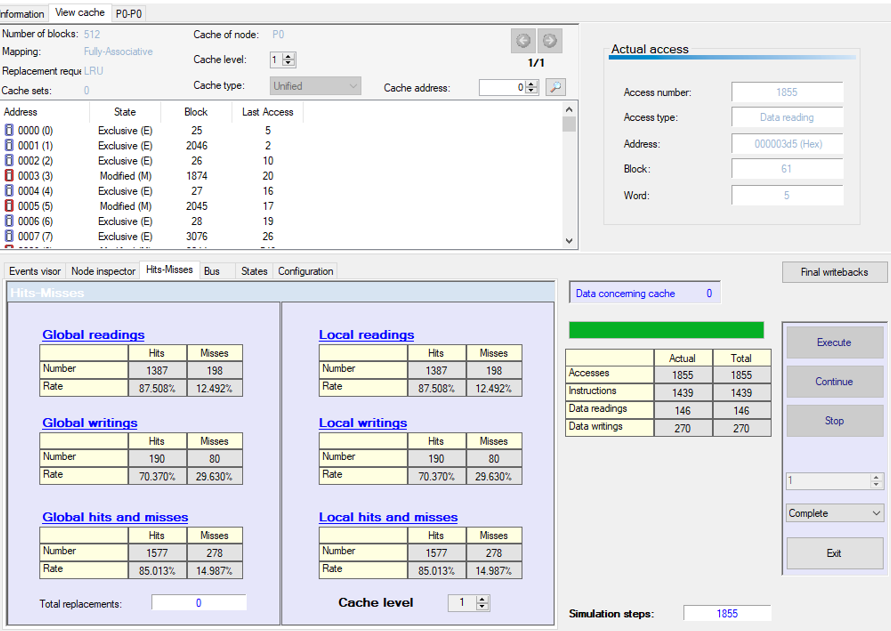 Information View cache P0-P0
Number of blocks: 512 Cache of node: P0
Mapping: Fully-Associative Cache level: 1 1/1
Replacement reque LRU
Cache sets: 0 Cache type: Unified Cache address: 0
Address State Block Last Access
0000 (0) Exclusive (E) 25 5
0001 (1) Exclusive (E) 2046 2
0002 (2) Exclusive (E) 26 10
0003 (3) Modified (M) 1874 20
0004 (4) Exclusive (E) 27 16
0005 (5) Modified (M) 2045 17
0006 (6) Exclusive (E) 28 19
0007 (7) Exclusive (E) 3076 26
Actual access
Access number: 1855
Access type: Data reading
Address: 000003d5 (Hex)
Block: 61
Word: 5
Events visor Node inspector Hits-Misses Bus States Configuration
Hits-Misses
Global readings
Hits Misses
Number 1387 198
Rate 87.508% 12.492%
Global writings
Hits Misses
Number 190 80
Rate 70.370% 29.630%
Global hits and misses
Hits Misses
Number 1577 278
Rate 85.013% 14.987%
Total replacements: 0
Local readings
Hits Misses
Number 1387 198
Rate 87.508% 12.492%
Local writings
Hits Misses
Number 190 80
Rate 70.370% 29.630%
Local hits and misses
Hits Misses
Number 1577 278
Rate 85.013% 14.987%
Cache level 1
Data concerning cache 0
Actual Total
Accesses 1855 1855
Instructions 1439 1439
Data readings 146 146
Data writings 270 270
Simulation steps: 1855
Final writebacks
Execute
Continue
Stop
1
Complete
Exit